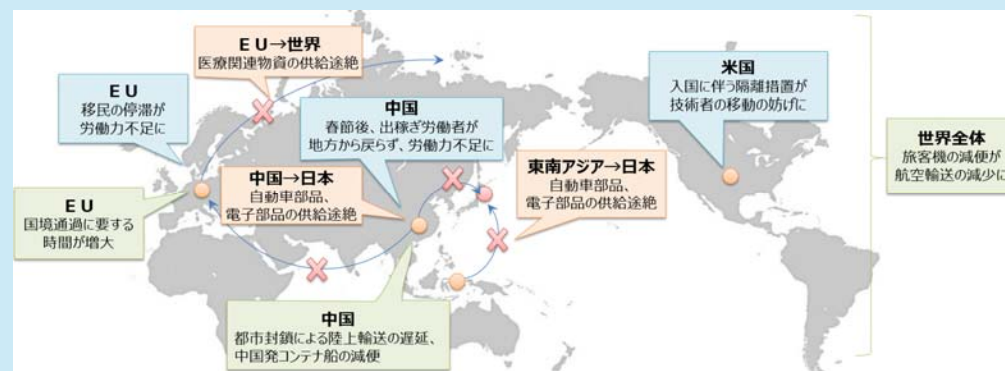 ＥＵ→世界
医療関連物資の供給途絶
ＥＵ
移民の停滞が
労働力不足に
中国
春節後、出稼ぎ労働者が
地方から戻らず、労働力不足に
米国
入国に伴う隔離措置が
技術者の移動の妨げに
世界全体
旅客機の減便が
航空輸送の減少に
中国→日本
自動車部品、
電子部品の供給途絶
東南アジア→日本
自動車部品、
電子部品の供給途絶
ＥＵ
国境通過に要する
時間が増大
中国
都市封鎖による陸上輸送の遅延、
中国発コンテナ船の減便